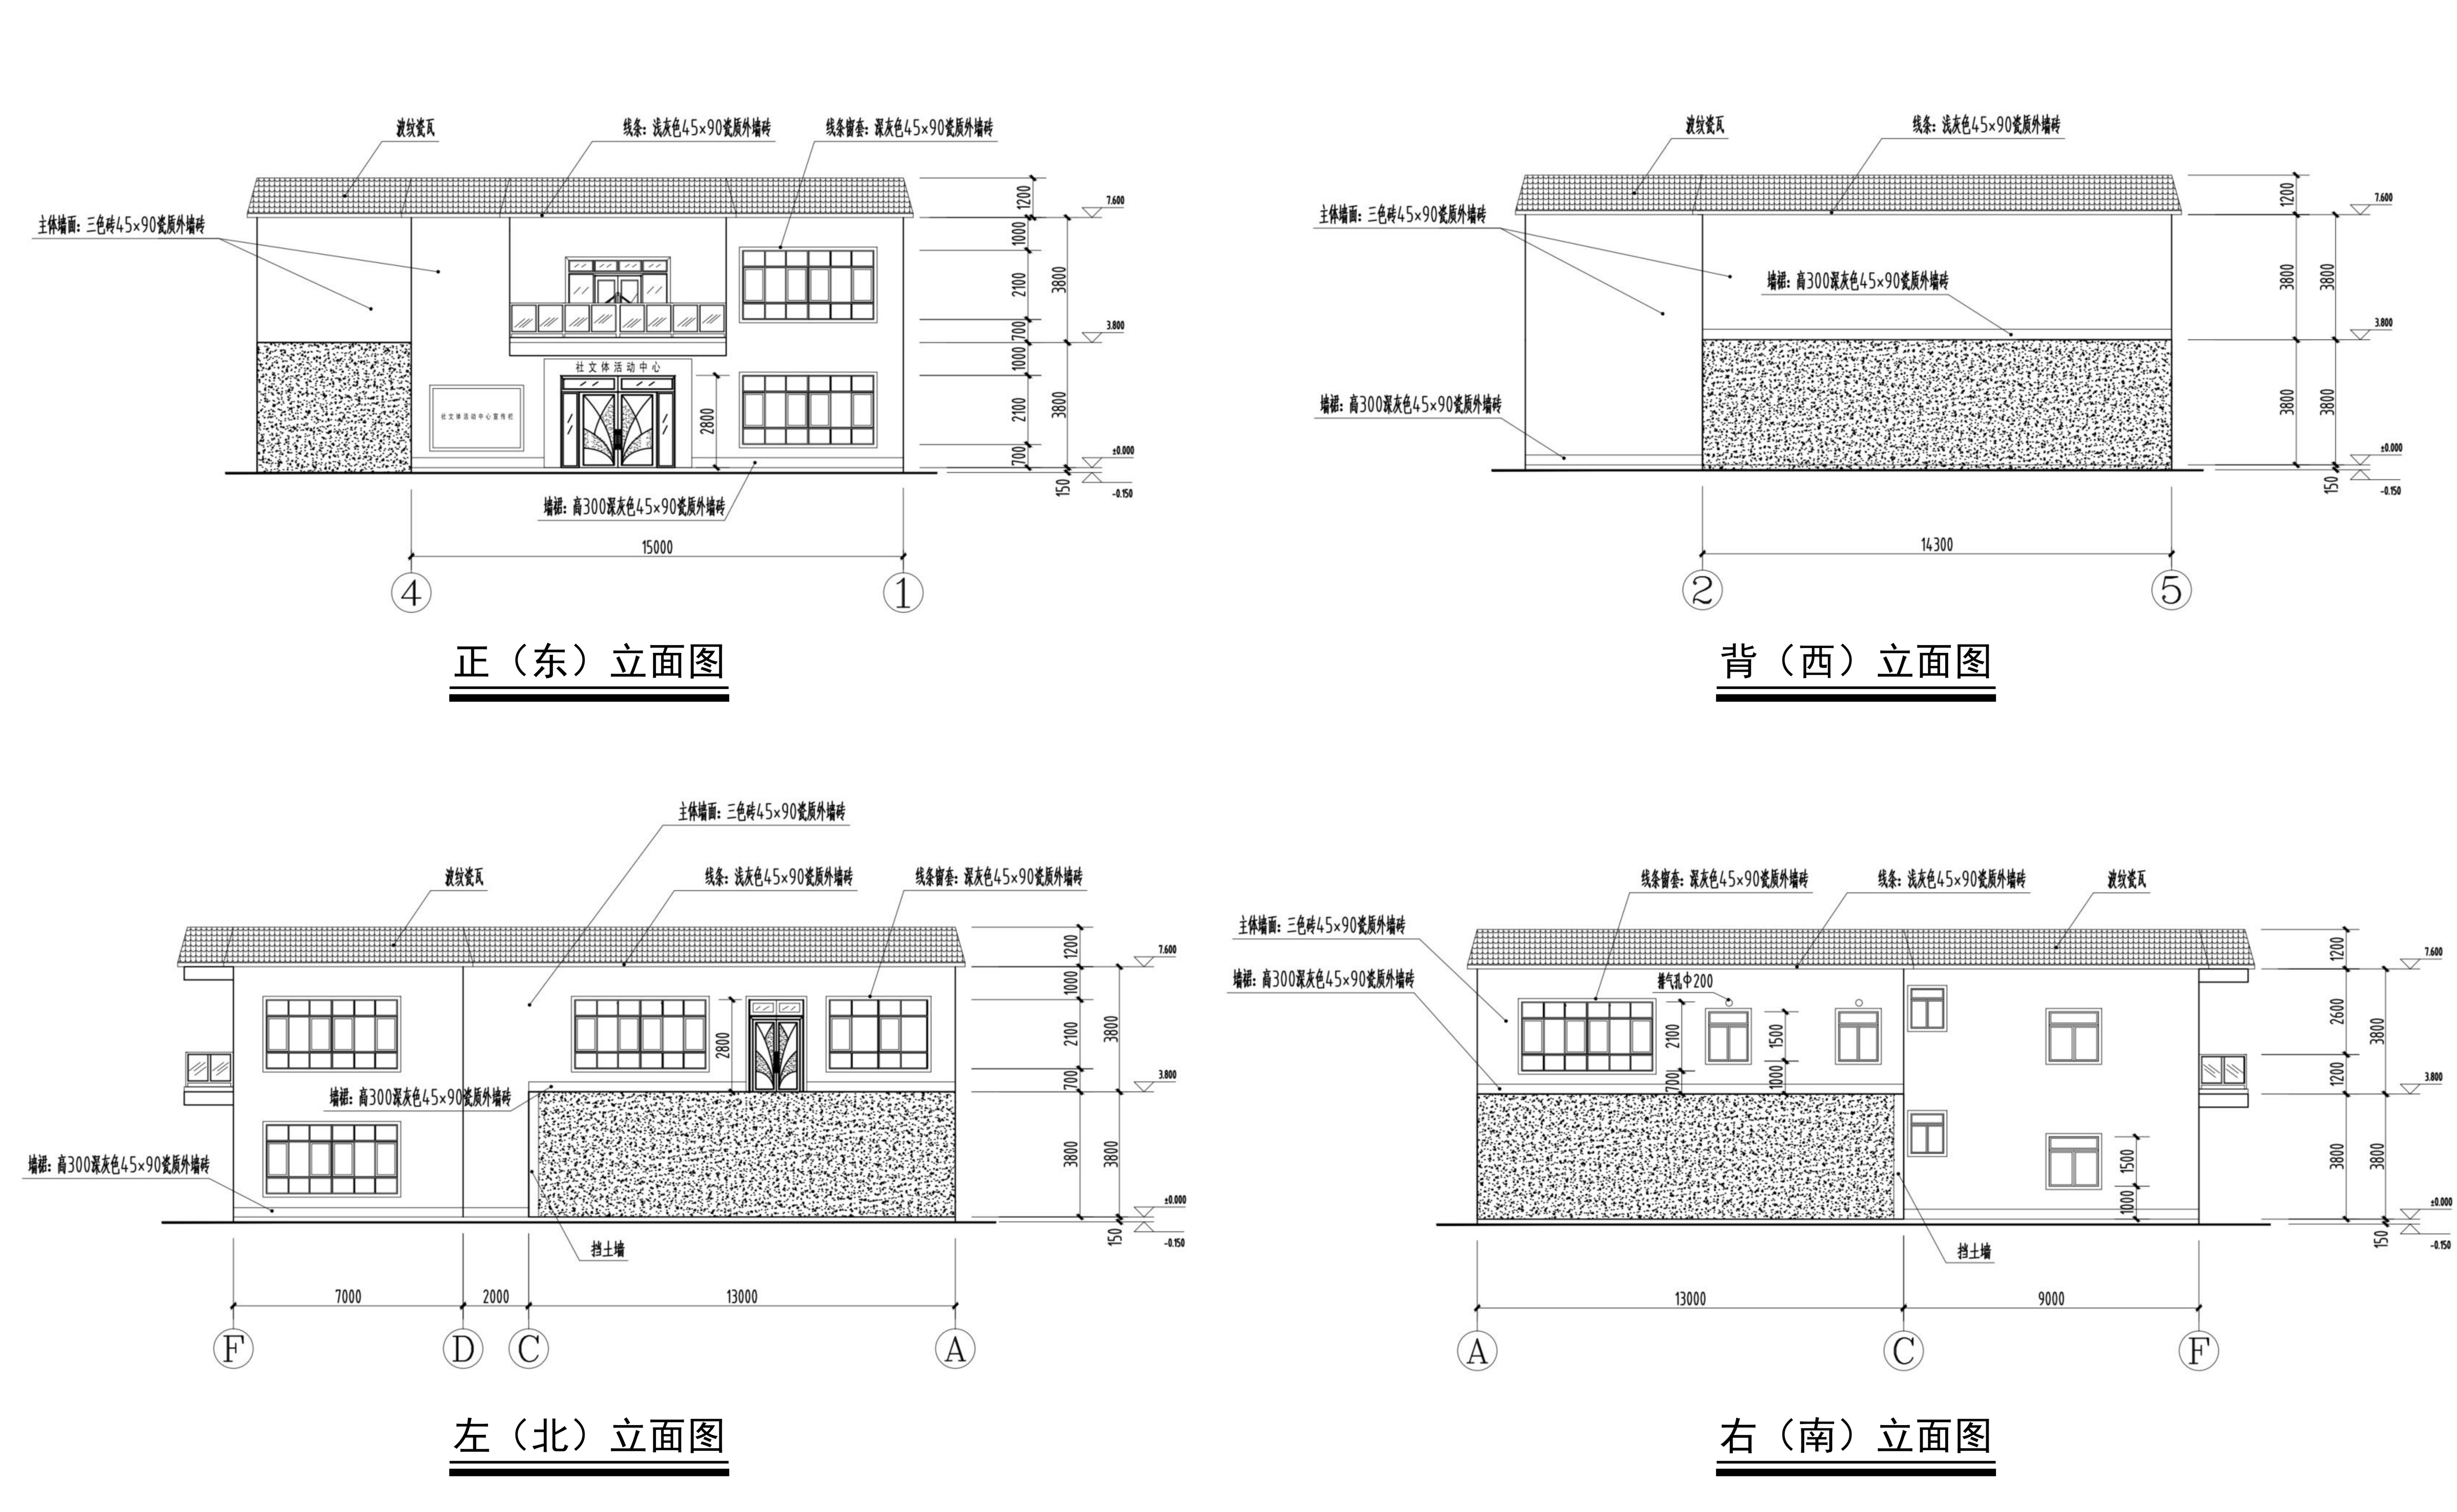 波纹瓷瓦
线条：浅灰色45×90瓷质外墙砖
线条窗套：深灰色45×90瓷质外墙砖
主体墙面：三色砖45×90瓷质外墙砖
社文体活动中心
社文体活动中心宣传栏
墙裙：高300深灰色45×90瓷质外墙砖
2800
1200
1000
2100
700
1000
2100
700
3800
3800
150
7.600
3.800
±0.000
-0.150
15000
4
1
正（东）立面图
波纹瓷瓦
线条：浅灰色45×90瓷质外墙砖
主体墙面：三色砖45×90瓷质外墙砖
墙裙：高300深灰色45×90瓷质外墙砖
墙裙：高300深灰色45×90瓷质外墙砖
1200
3800
3800
3800
3800
150
7.600
3.800
±0.000
-0.150
14300
2
5
背（西）立面图
主体墙面：三色砖45×90瓷质外墙砖
波纹瓷瓦
线条：浅灰色45×90瓷质外墙砖
线条窗套：深灰色45×90瓷质外墙砖
2800
墙裙：高300深灰色45×90瓷质外墙砖
墙裙：高300深灰色45×90瓷质外墙砖
挡土墙
1200
1000
2100
700
3800
3800
3800
150
7.600
3.800
±0.000
-0.150
7000
2000
13000
F
D
C
A
左（北）立面图
线条窗套：深灰色45×90瓷质外墙砖
线条：浅灰色45×90瓷质外墙砖
波纹瓷瓦
主体墙面：三色砖45×90瓷质外墙砖
墙裙：高300深灰色45×90瓷质外墙砖
排气孔Φ200
2100
700
1500
1000
1500
1000
挡土墙
1200
2600
1200
3800
3800
3800
150
7.600
3.800
±0.000
-0.150
13000
9000
A
C
F
右（南）立面图